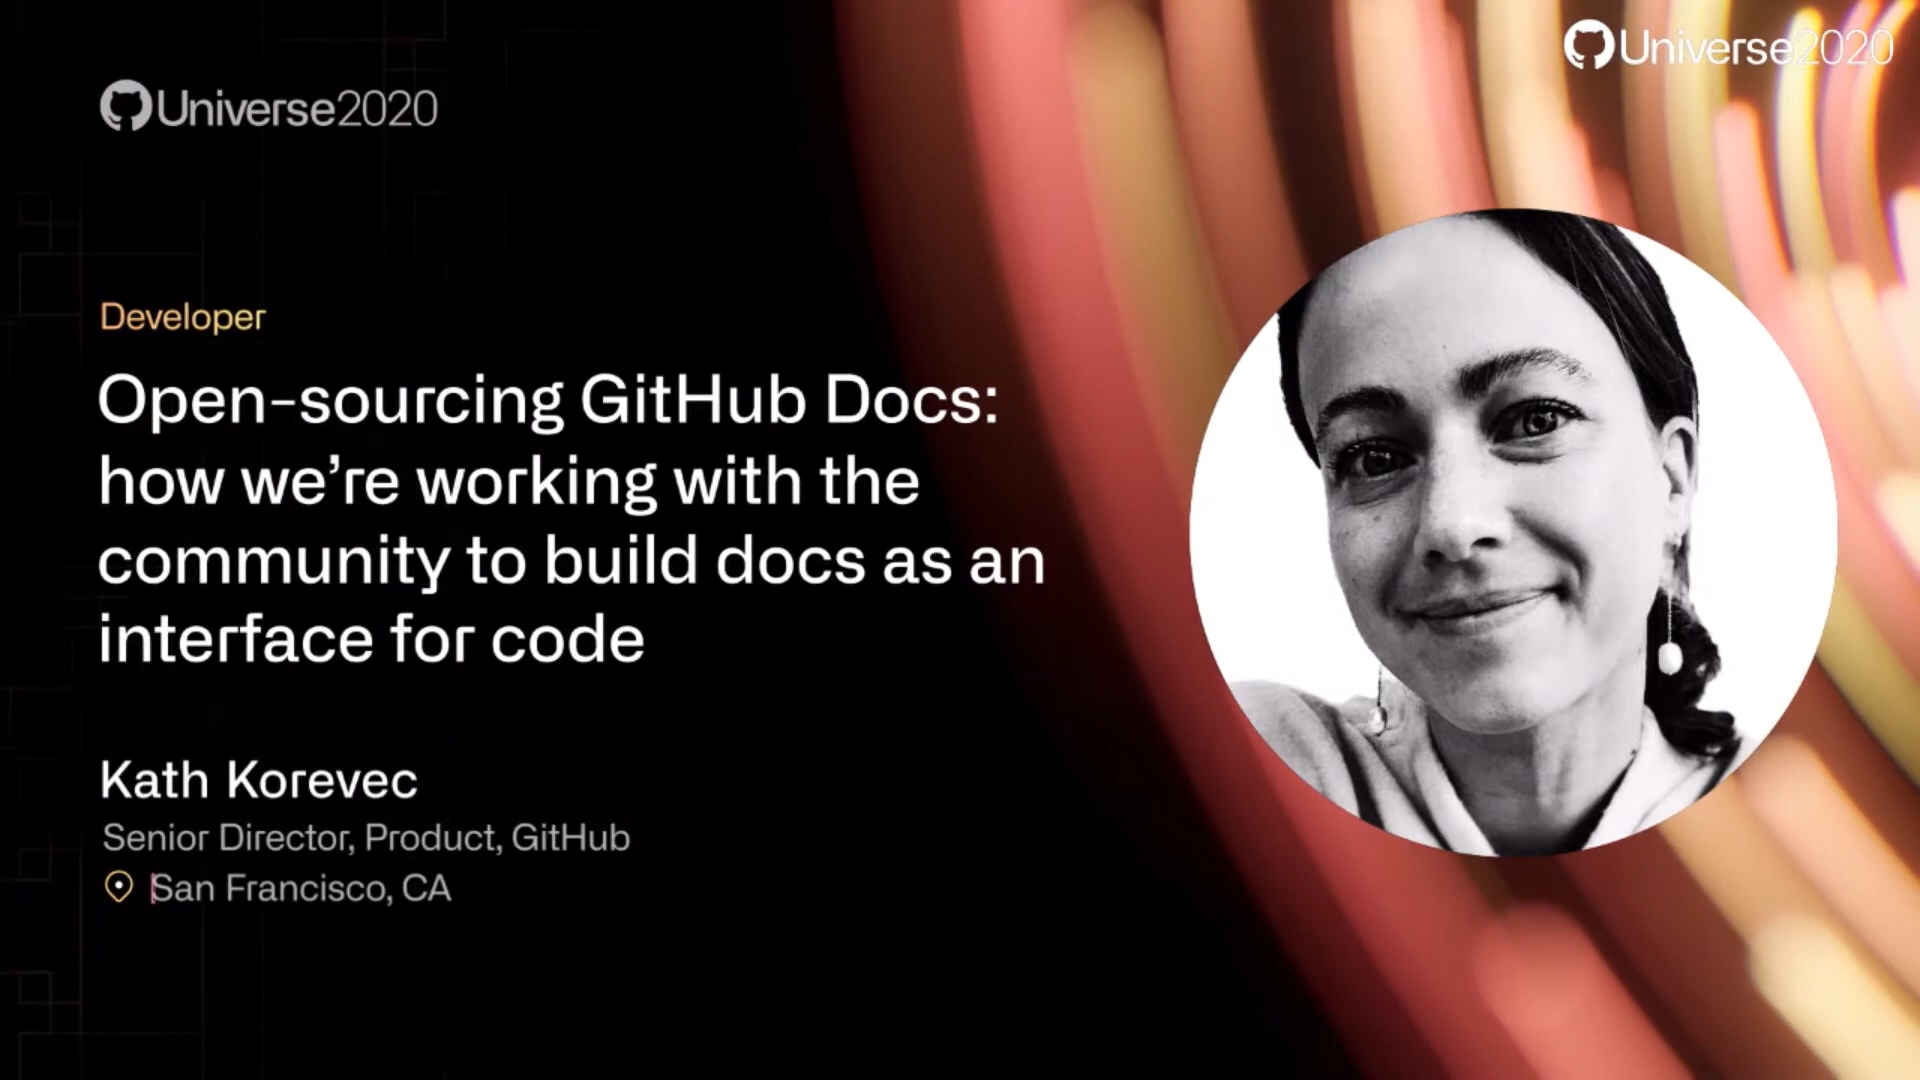 Universe2020
Universe2020
Developer
Open-sourcing GitHub Docs:
how we’re working with the
community to build docs as an
interface for code
Kath Korevec
Senior Director, Product, GitHub
San Francisco, CA